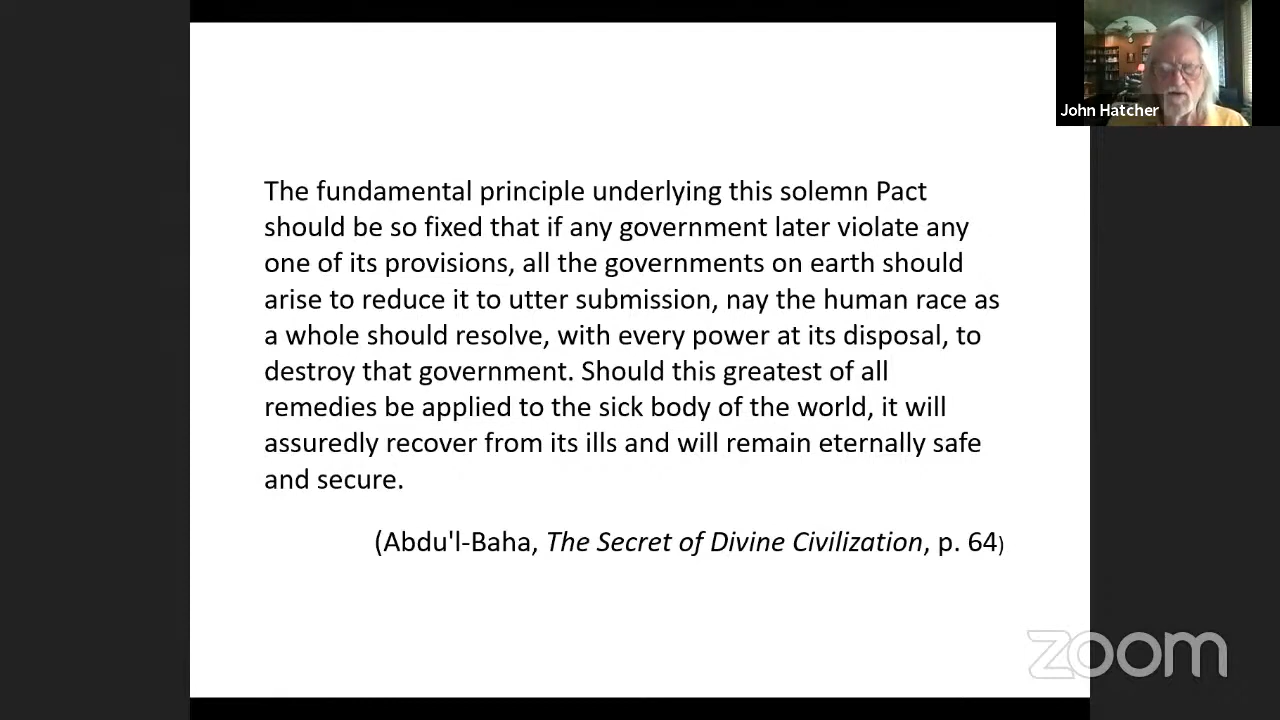 John Hatcher
The fundamental principle underlying this solemn Pact
should be so fixed that if any government later violate any
one of its provisions, all the governments on earth should
arise to reduce it to utter submission, nay the human race as
a whole should resolve, with every power at its disposal, to
destroy that government. Should this greatest of all
remedies be applied to the sick body of the world, it will
assuredly recover from its ills and will remain eternally safe
and secure.
(Abdu'l-Baha, The Secret of Divine Civilization, p. 64)
zoom